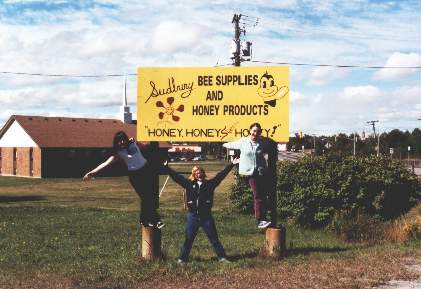 Sudbury BEE SUPPLIES
AND
HONEY PRODUCTS
"HONEY, HONEY HONEY!